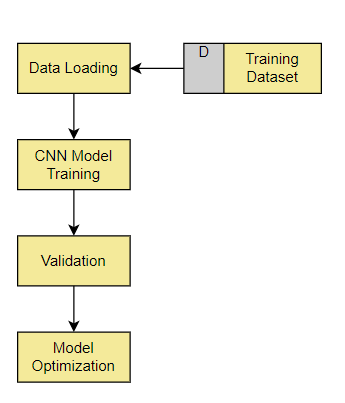 Data Loading
D
Training
Dataset
CNN Model
Training
Validation
Model
Optimization